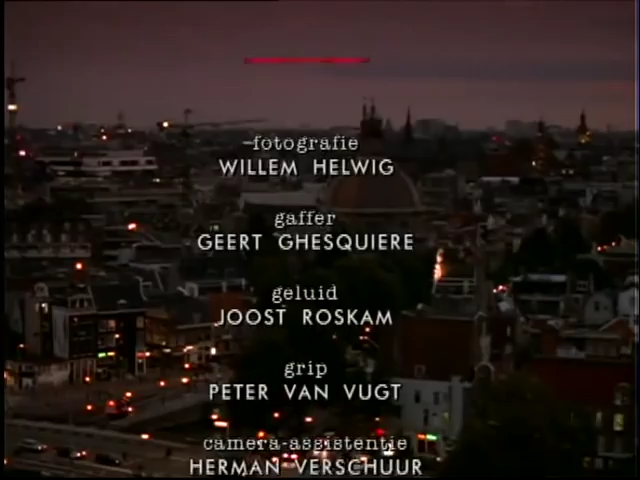 fotografie
WILLEM HELWIG
gaffer
GEERT GHESQUIERE
geluid
JOOST ROSKAM
grip
PETER VAN VUGT
camera-assistentie
HERMAN VERSCHUUR